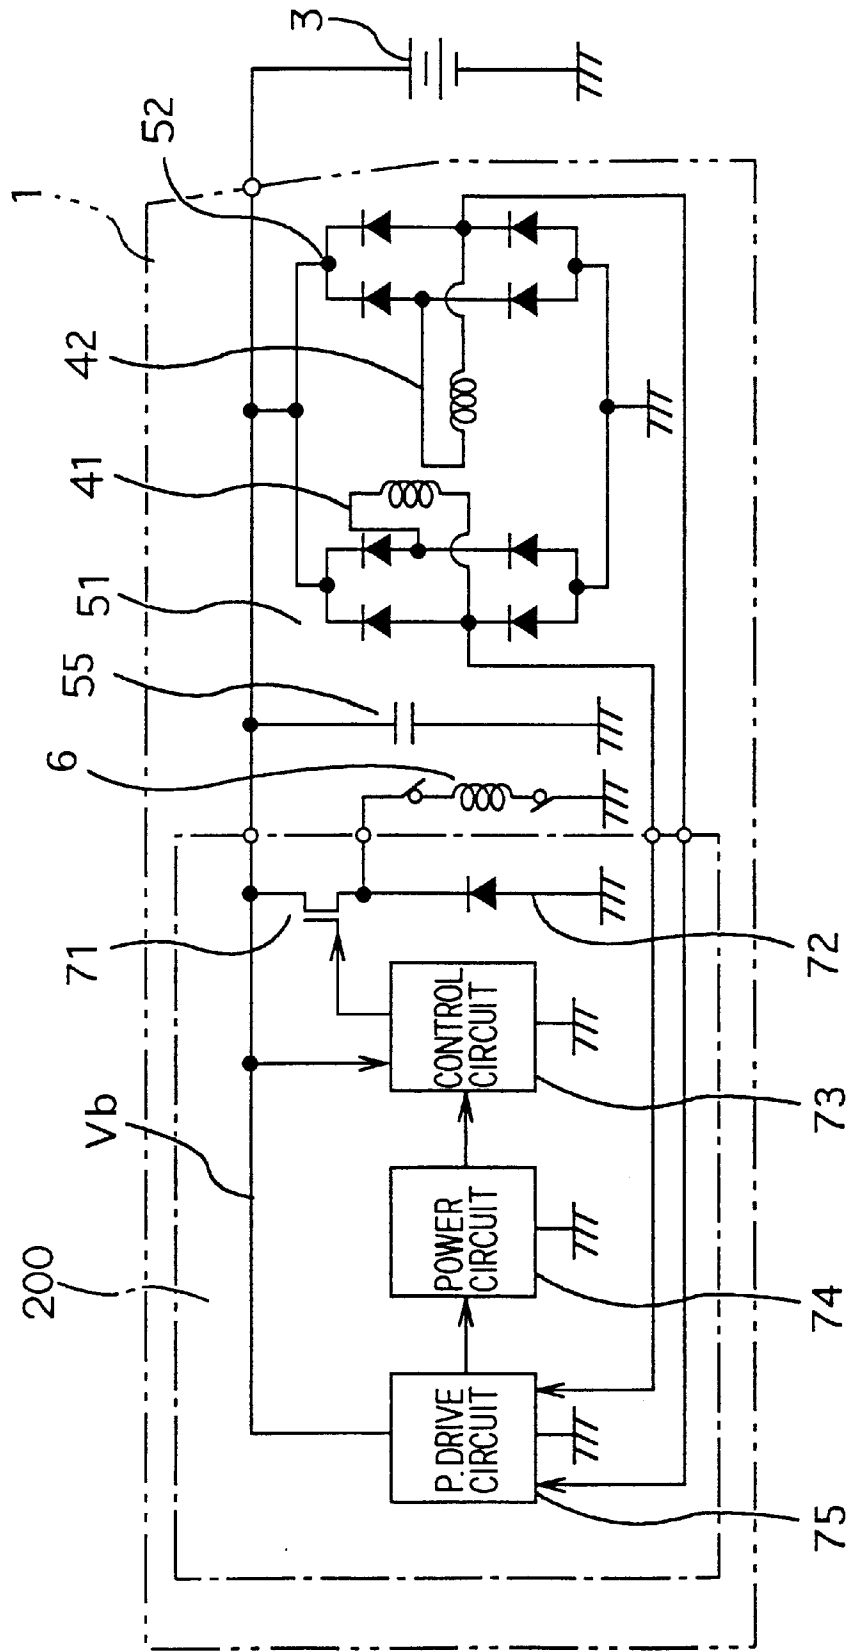 1
3
52
42
41
51
55
6
71
Vb
200
CONTROL
CIRCUIT
POWER
CIRCUIT
P.DRIVE
CIRCUIT
72
73
74
75